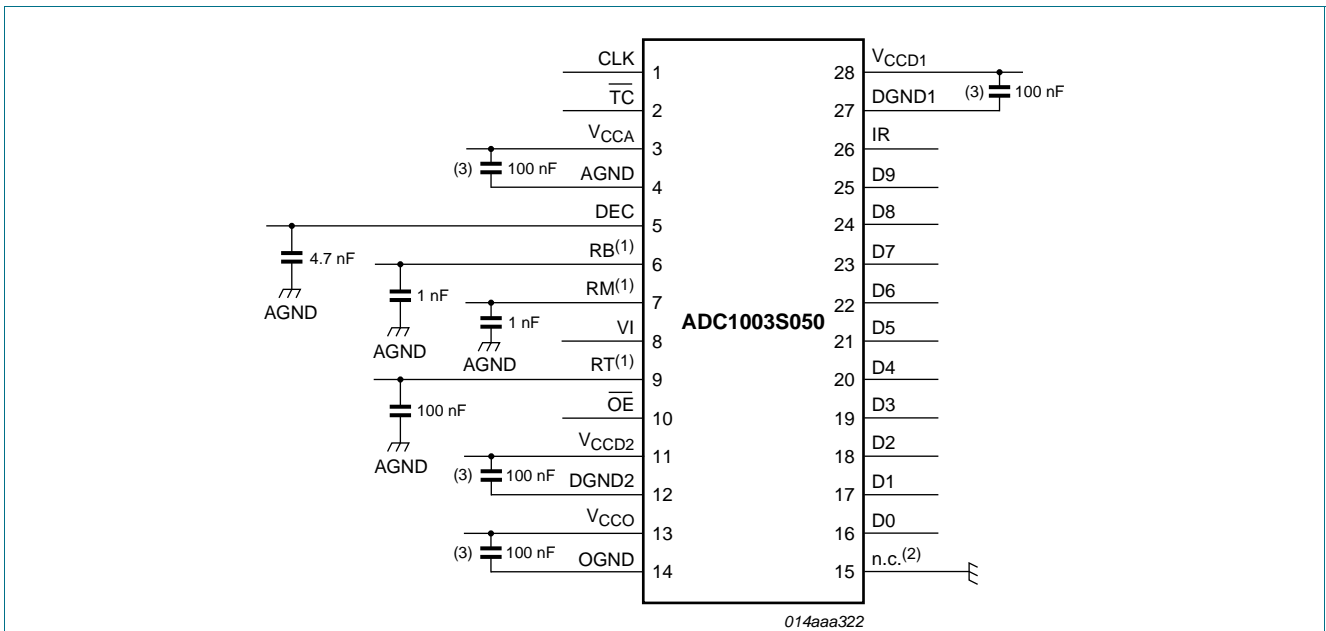 CLK
1
TC
2
VCCA
3
(3) 100 nF
AGND
4
DEC
5
4.7 nF
AGND
RB(1)
6
1 nF
AGND
RM(1)
7
1 nF
AGND
VI
8
RT(1)
9
100 nF
AGND
OE
10
VCCD2
11
(3) 100 nF
DGND2
12
VCCO
13
(3) 100 nF
OGND
14
ADC1003S050
28
VCCD1
(3) 100 nF
27
DGND1
26
IR
25
D9
24
D8
23
D7
22
D6
21
D5
20
D4
19
D3
18
D2
17
D1
16
D0
15
n.c.(2)
014aaa322